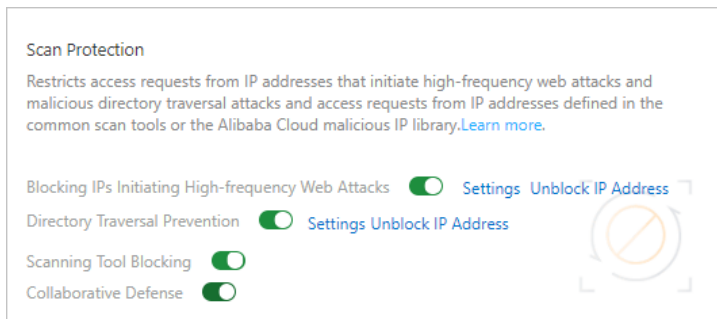 Scan Protection
Restricts access requests from IP addresses that initiate high-frequency web attacks and
malicious directory traversal attacks and access requests from IP addresses defined in the
common scan tools or the Alibaba Cloud malicious IP library.Learn more.
Blocking IPs Initiating High-frequency Web Attacks Settings Unblock IP Address
Directory Traversal Prevention Settings Unblock IP Address
Scanning Tool Blocking
Collaborative Defense